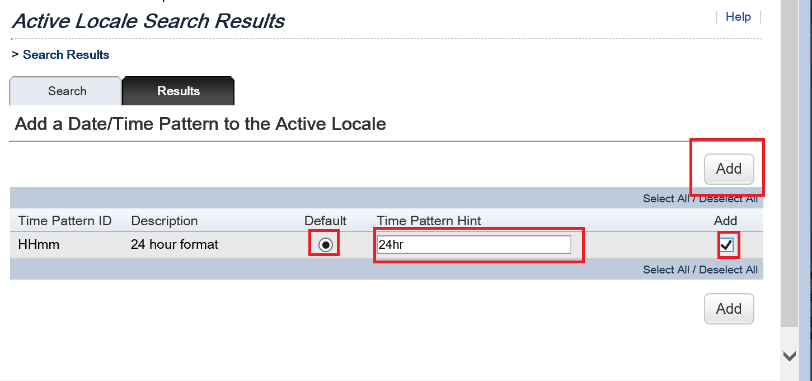 Active Locale Search Results
Help
> Search Results
Search Results
Add a Date/Time Pattern to the Active Locale
Add
Select All / Deselect All
Time Pattern ID Description Default Time Pattern Hint Add
HHmm 24 hour format 24hr
Select All / Deselect All
Add